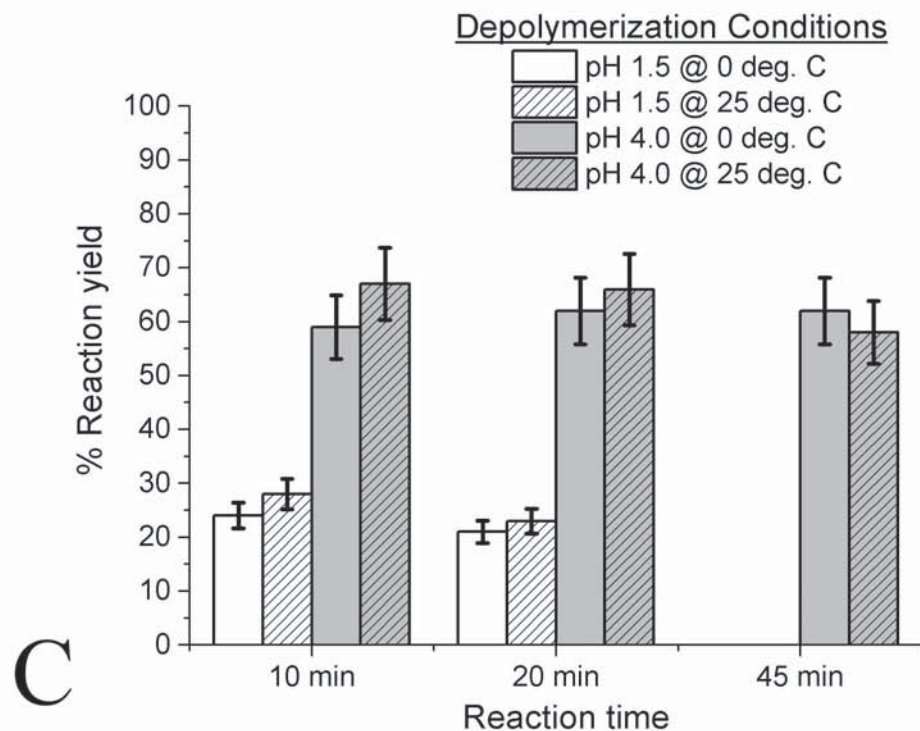 Depolymerization Conditions
pH 1.5 @ 0 deg. C
pH 1.5 @ 25 deg. C
pH 4.0 @ 0 deg. C
pH 4.0 @ 25 deg. C
% Reaction yield
100
90
80
70
60
50
40
30
20
10
0
10 min 20 min 45 min
Reaction time
C